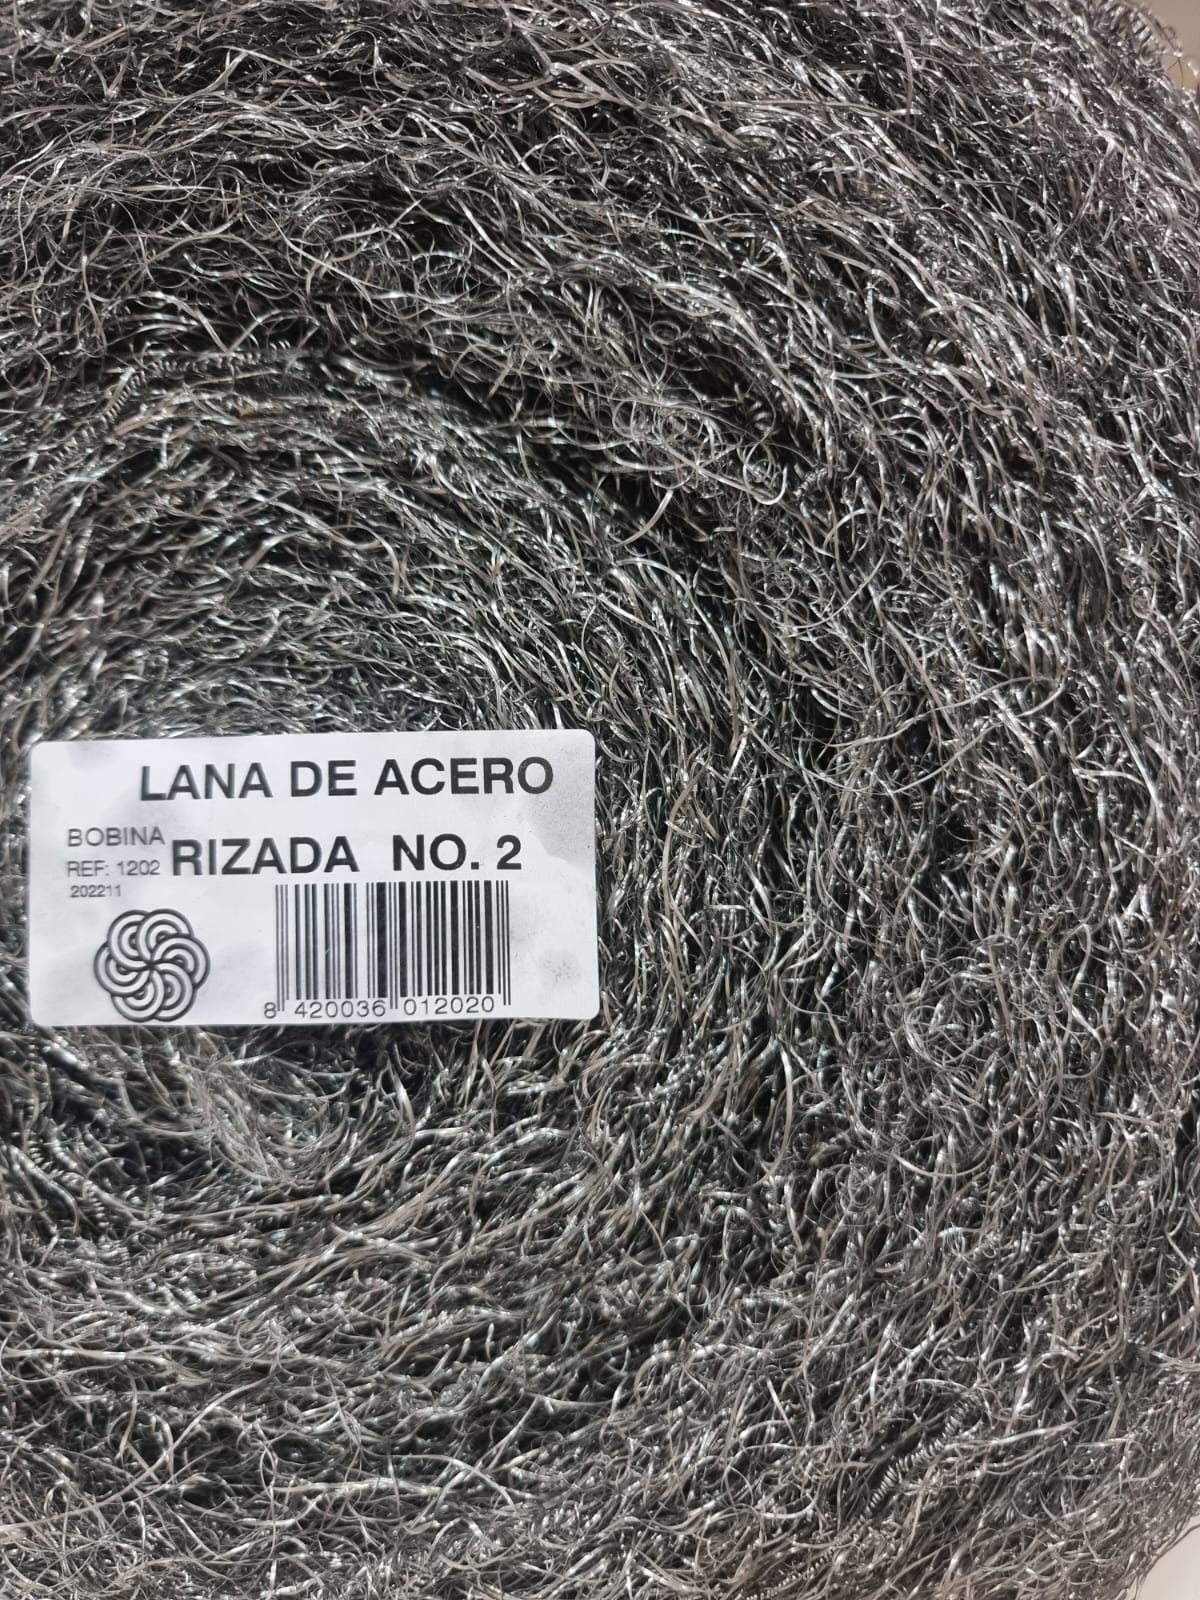 LANA DE ACERO
BOBINA
RIZADA NO. 2
REF: 1202
202211
8 420036 012020